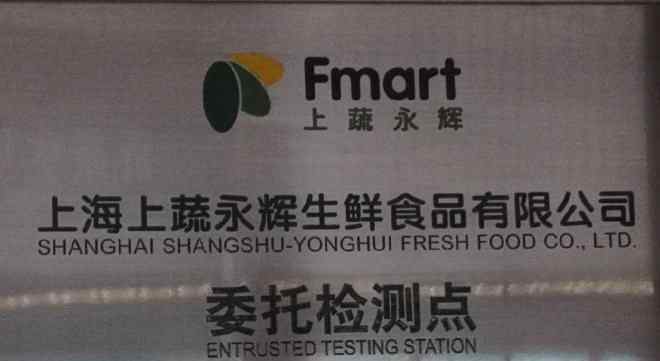 Fmart
上蔬永辉
上海上蔬永辉生鲜食品有限公司
SHANGHAI SHANGSHU-YONGHUI FRESH FOOD CO., LTD.
委托检测点
ENTRUSTED TESTING STATION